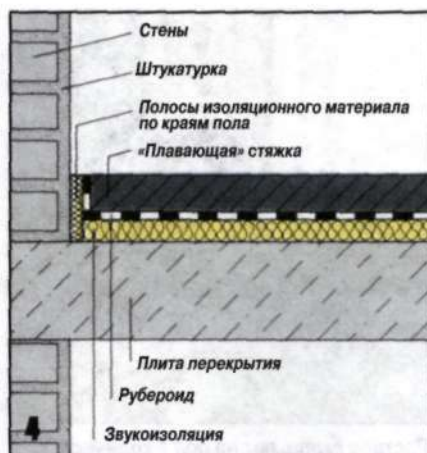 Стены
Штукатурка
Полосы изоляционного материала
по краям пола
«Плавающая» стяжка
Плита перекрытия
Рубероид
4
Звукоизоляция